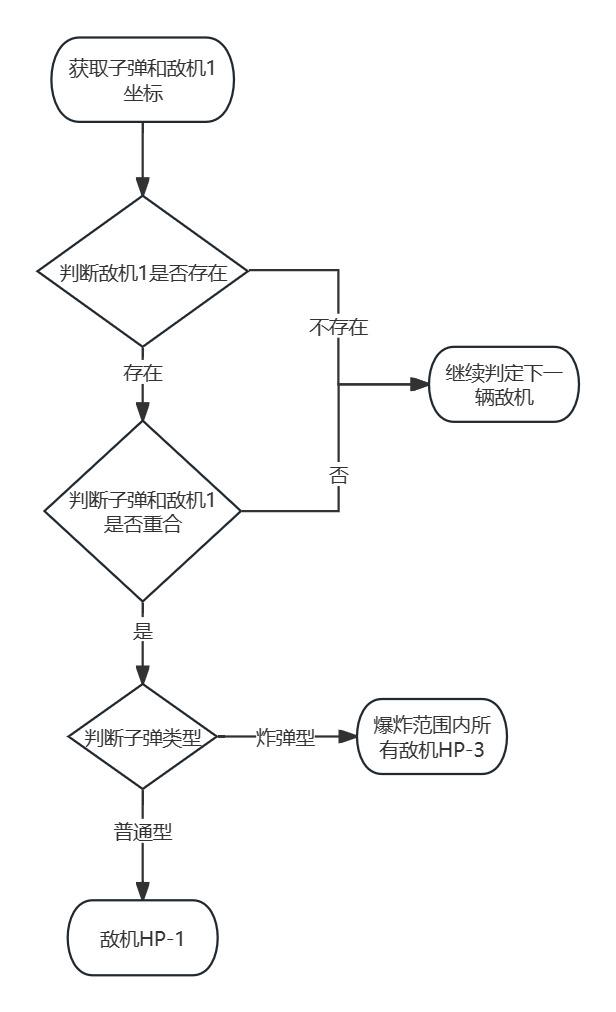 获取子弹和敌机1
坐标
判断敌机1是否存在
不存在
存在
继续判定下一
辆敌机
否
判断子弹和敌机1
是否重合
是
判断子弹类型
炸弹型
爆炸范围内所
有敌机HP-3
普通型
敌机HP-1